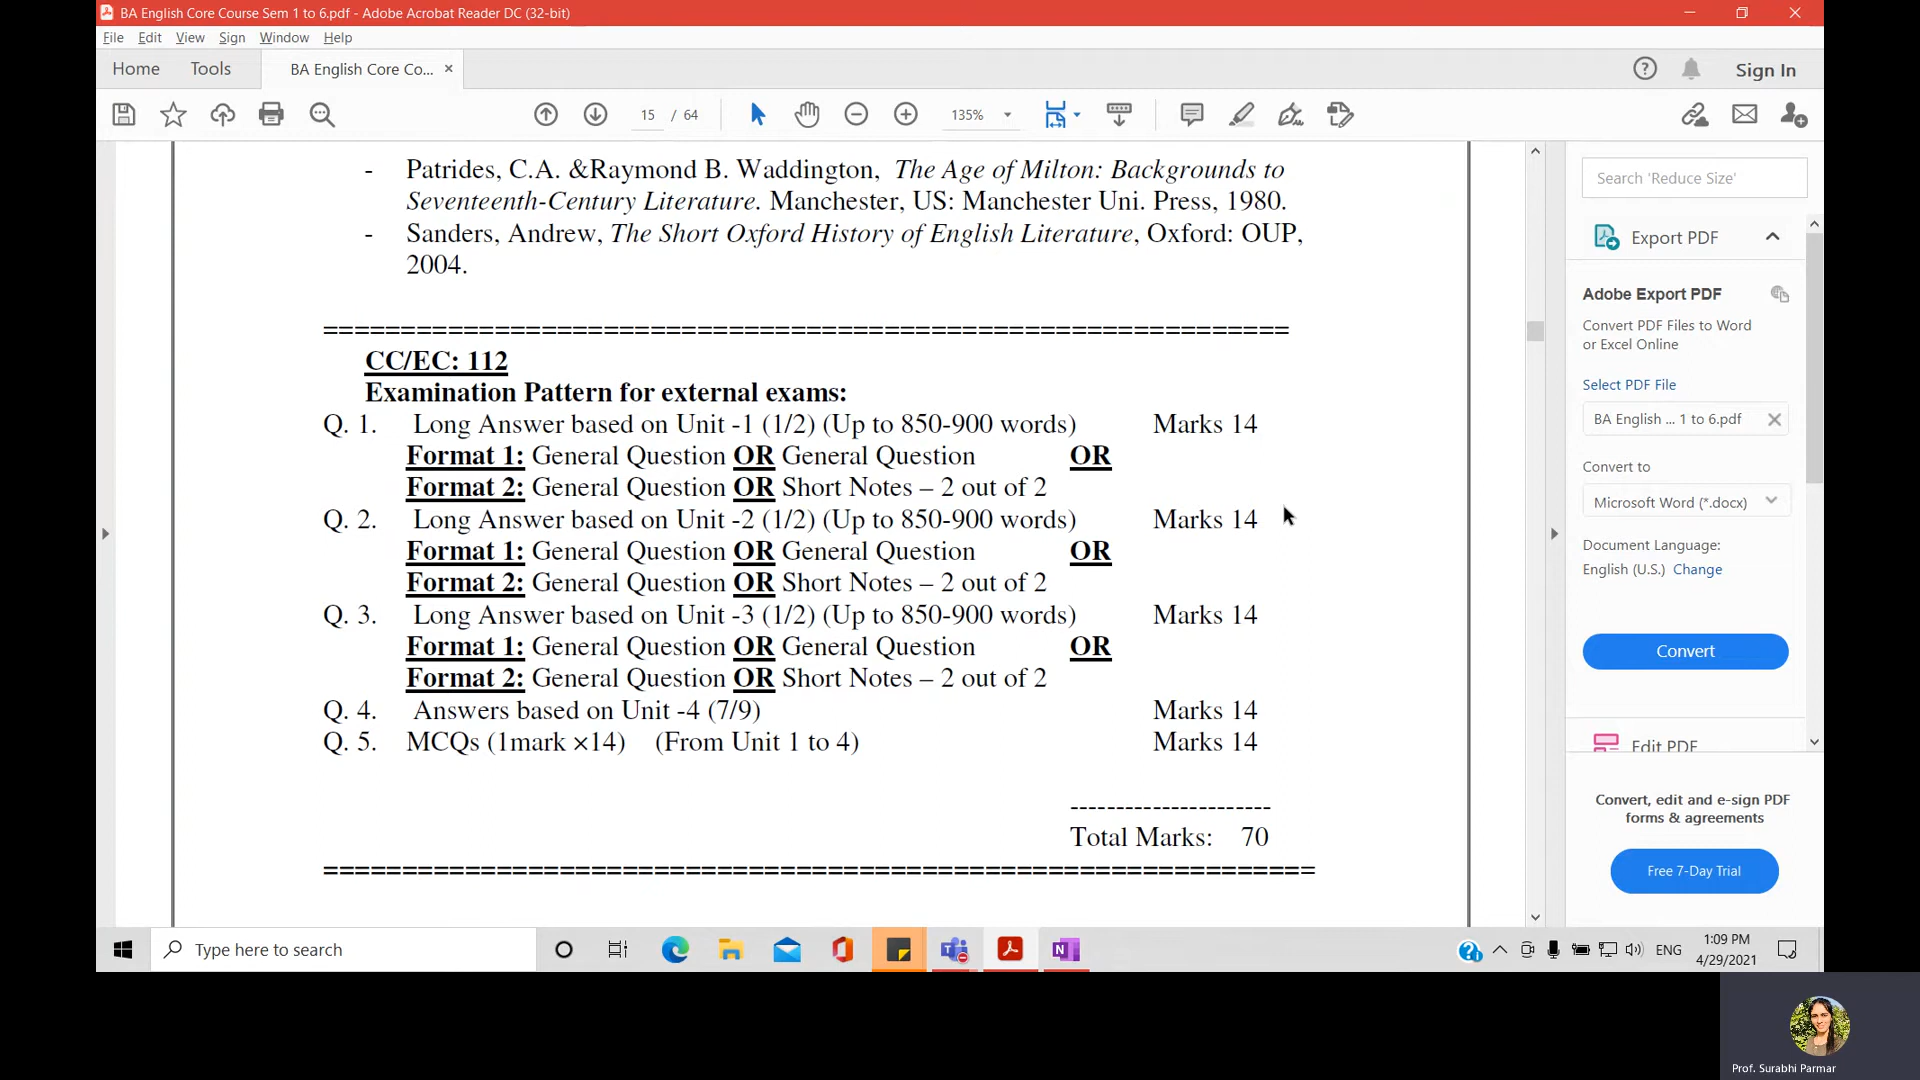 BA English Core Course Sem 1 to 6.pdf - Adobe Acrobat Reader DC (32-bit)
File Edit View Sign Window Help
Home Tools BA English Core Co... × Sign In
15 / 64 135%
- Patrides, C.A. &Raymond B. Waddington, The Age of Milton: Backgrounds to
Seventeenth-Century Literature. Manchester, US: Manchester Uni. Press, 1980.
- Sanders, Andrew, The Short Oxford History of English Literature, Oxford: OUP,
2004.
==============================================================
CC/EC: 112
Examination Pattern for external exams:
Q. 1. Long Answer based on Unit -1 (1/2) (Up to 850-900 words) Marks 14
Format 1: General Question OR General Question OR
Format 2: General Question OR Short Notes – 2 out of 2
Q. 2. Long Answer based on Unit -2 (1/2) (Up to 850-900 words) Marks 14
Format 1: General Question OR General Question OR
Format 2: General Question OR Short Notes – 2 out of 2
Q. 3. Long Answer based on Unit -3 (1/2) (Up to 850-900 words) Marks 14
Format 1: General Question OR General Question OR
Format 2: General Question OR Short Notes – 2 out of 2
Q. 4. Answers based on Unit -4 (7/9) Marks 14
Q. 5. MCQs (1mark ×14) (From Unit 1 to 4) Marks 14
----------------------
Total Marks: 70
================================================================
Search 'Reduce Size'
Export PDF
Adobe Export PDF
Convert PDF Files to Word
or Excel Online
Select PDF File
BA English ... 1 to 6.pdf
Convert to
Microsoft Word (*.docx)
Document Language:
English (U.S.) Change
Convert
Edit PDF
Convert, edit and e-sign PDF
forms & agreements
Free 7-Day Trial
Type here to search
ENG
1:09 PM
4/29/2021
Prof. Surabhi Parmar